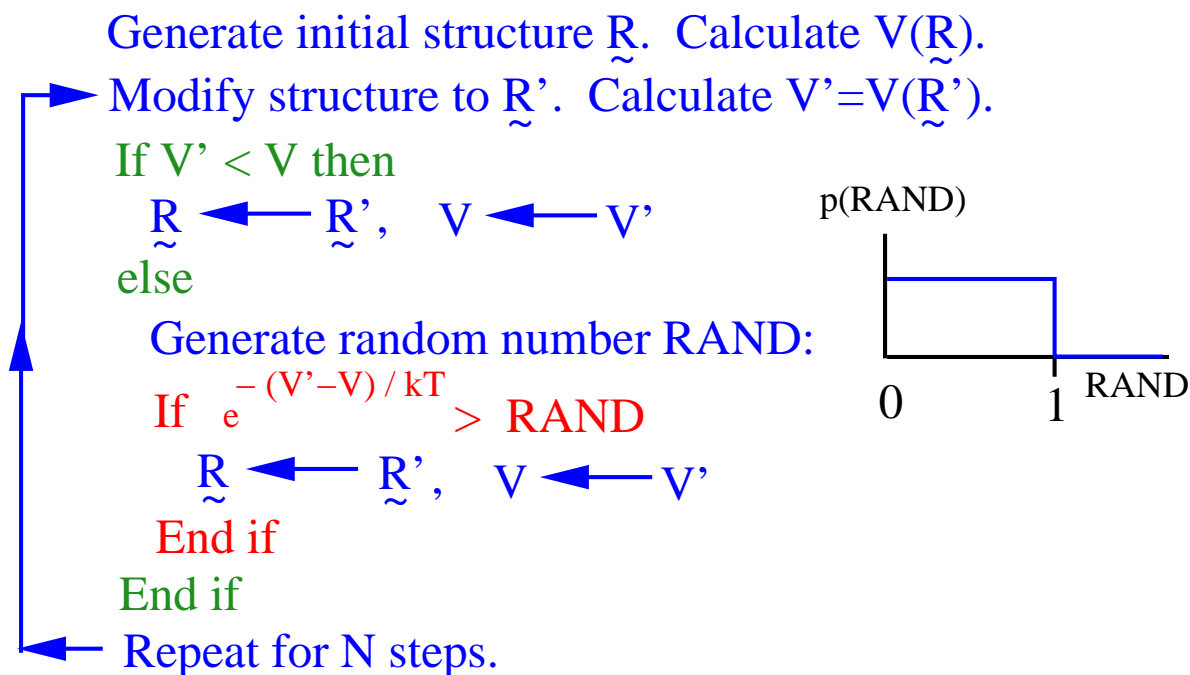 Generate initial structure R̰. Calculate V(R̰).
Modify structure to R̰’. Calculate V’=V(R̰’).
If V’ < V then
R̰ ← R̰’, V ← V’
else
Generate random number RAND:
If e^– (V’–V) / kT > RAND
R̰ ← R̰’, V ← V’
End if
End if
Repeat for N steps.
p(RAND)
0 1 RAND